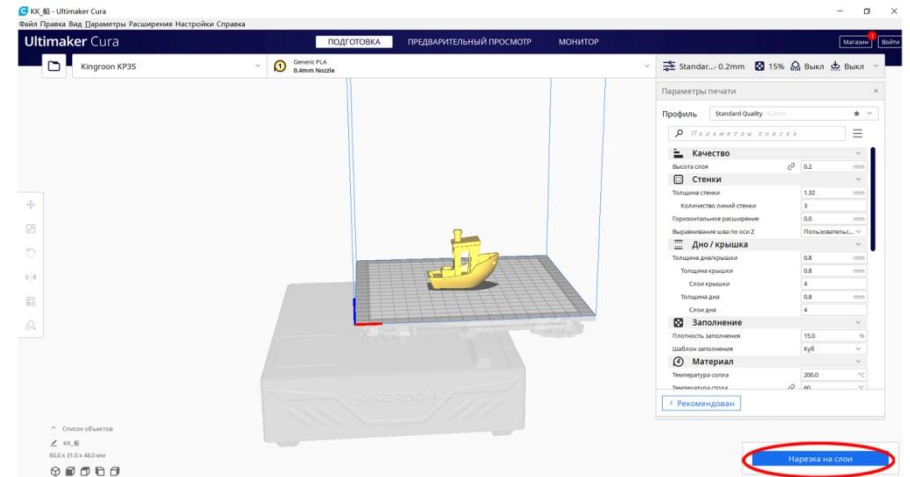 KK_船 - Ultimaker Cura
Файл Правка Вид Параметры Расширения Настройки Справка
Ultimaker Cura ПОДГОТОВКА ПРЕДВАРИТЕЛЬНЫЙ ПРОСМОТР МОНИТОР Магазин 1 Войти
Kingroon KP3S
1 Generic PLA
0.4mm Nozzle
Standar...- 0.2mm 15% Выкл Выкл
Параметры печати
Профиль Standard Quality 0.2mm
Параметры поиска
Качество
Высота слоя 0.2 mm
Стенки
Толщина стенки 1.32 mm
Количество линий стенки 3
Горизонтальное расширение 0.0 mm
Выравнивание шва по оси Z Пользовательс...
Дно / крышка
Толщина дна/крышки 0.8 mm
Толщина крышки 0.8 mm
Слои крышки 4
Толщина дна 0.8 mm
Слои дна 4
Заполнение
Плотность заполнения 15.0 %
Шаблон заполнения Куб
Материал
Температура сопла 200.0 °C
Температура стола 60 °C
Рекомендован
KINGROON
Список объектов
KK_船
60.0 x 31.0 x 48.0 мм
Нарезка на слои